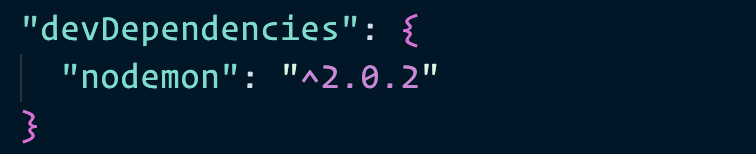 "devDependencies": {
"nodemon": "^2.0.2"
}